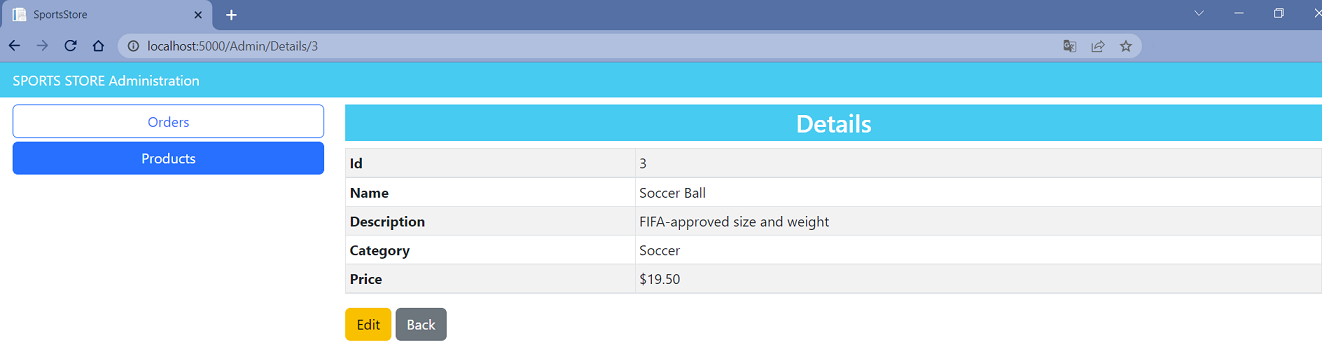 SportsStore
localhost:5000/Admin/Details/3
SPORTS STORE Administration
Orders
Products
Details
Id 3
Name Soccer Ball
Description FIFA-approved size and weight
Category Soccer
Price $19.50
Edit Back